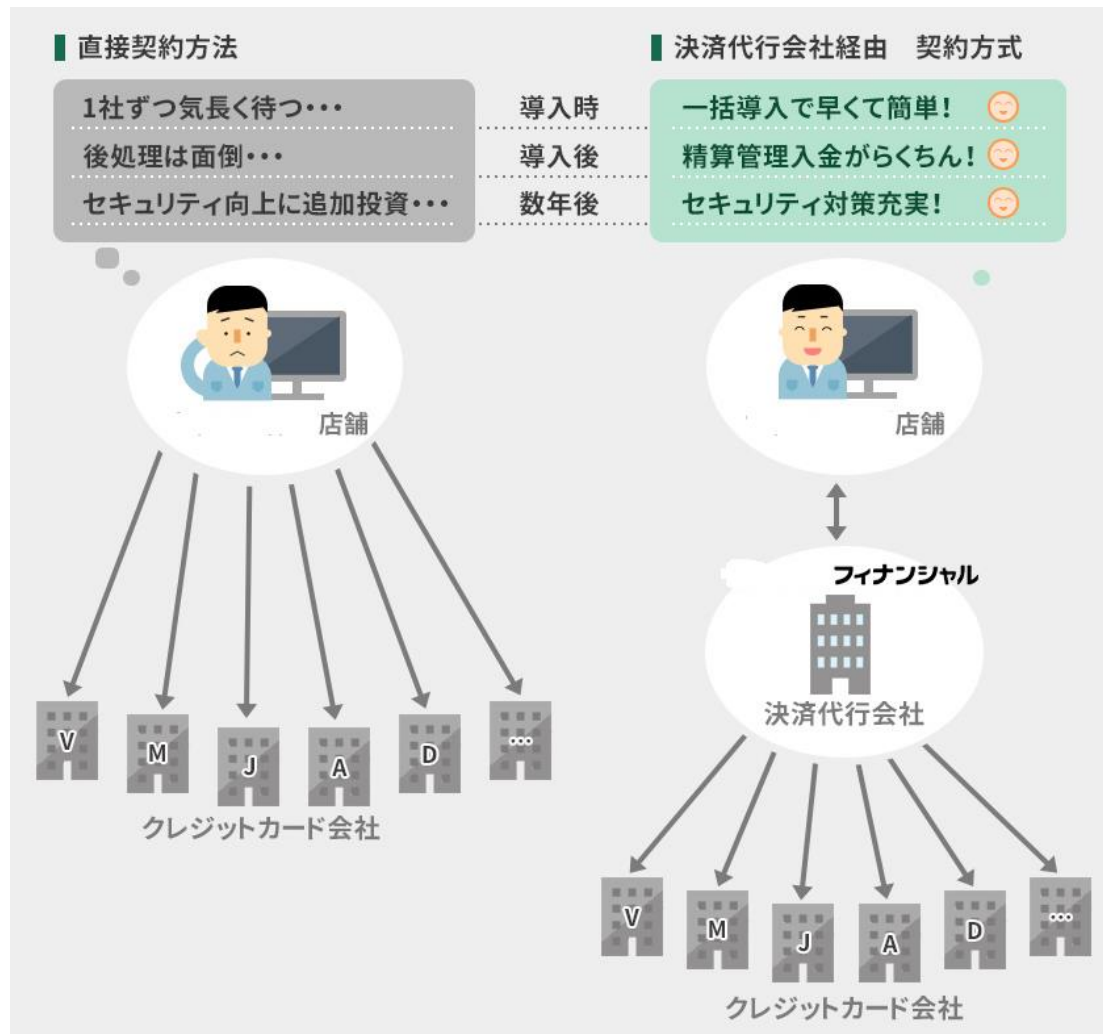 直接契約方法
決済代行会社経由　契約方式
1社ずつ気長く待つ・・・
導入時
一括導入で早くて簡単!
後処理は面倒・・・
導入後
精算管理入金がらくちん!
セキュリティ向上に追加投資・・・
数年後
セキュリティ対策充実!
店舗
店舗
フィナンシャル
決済代行会社
V
M
J
A
D
...
クレジットカード会社
V
M
J
A
D
...
クレジットカード会社